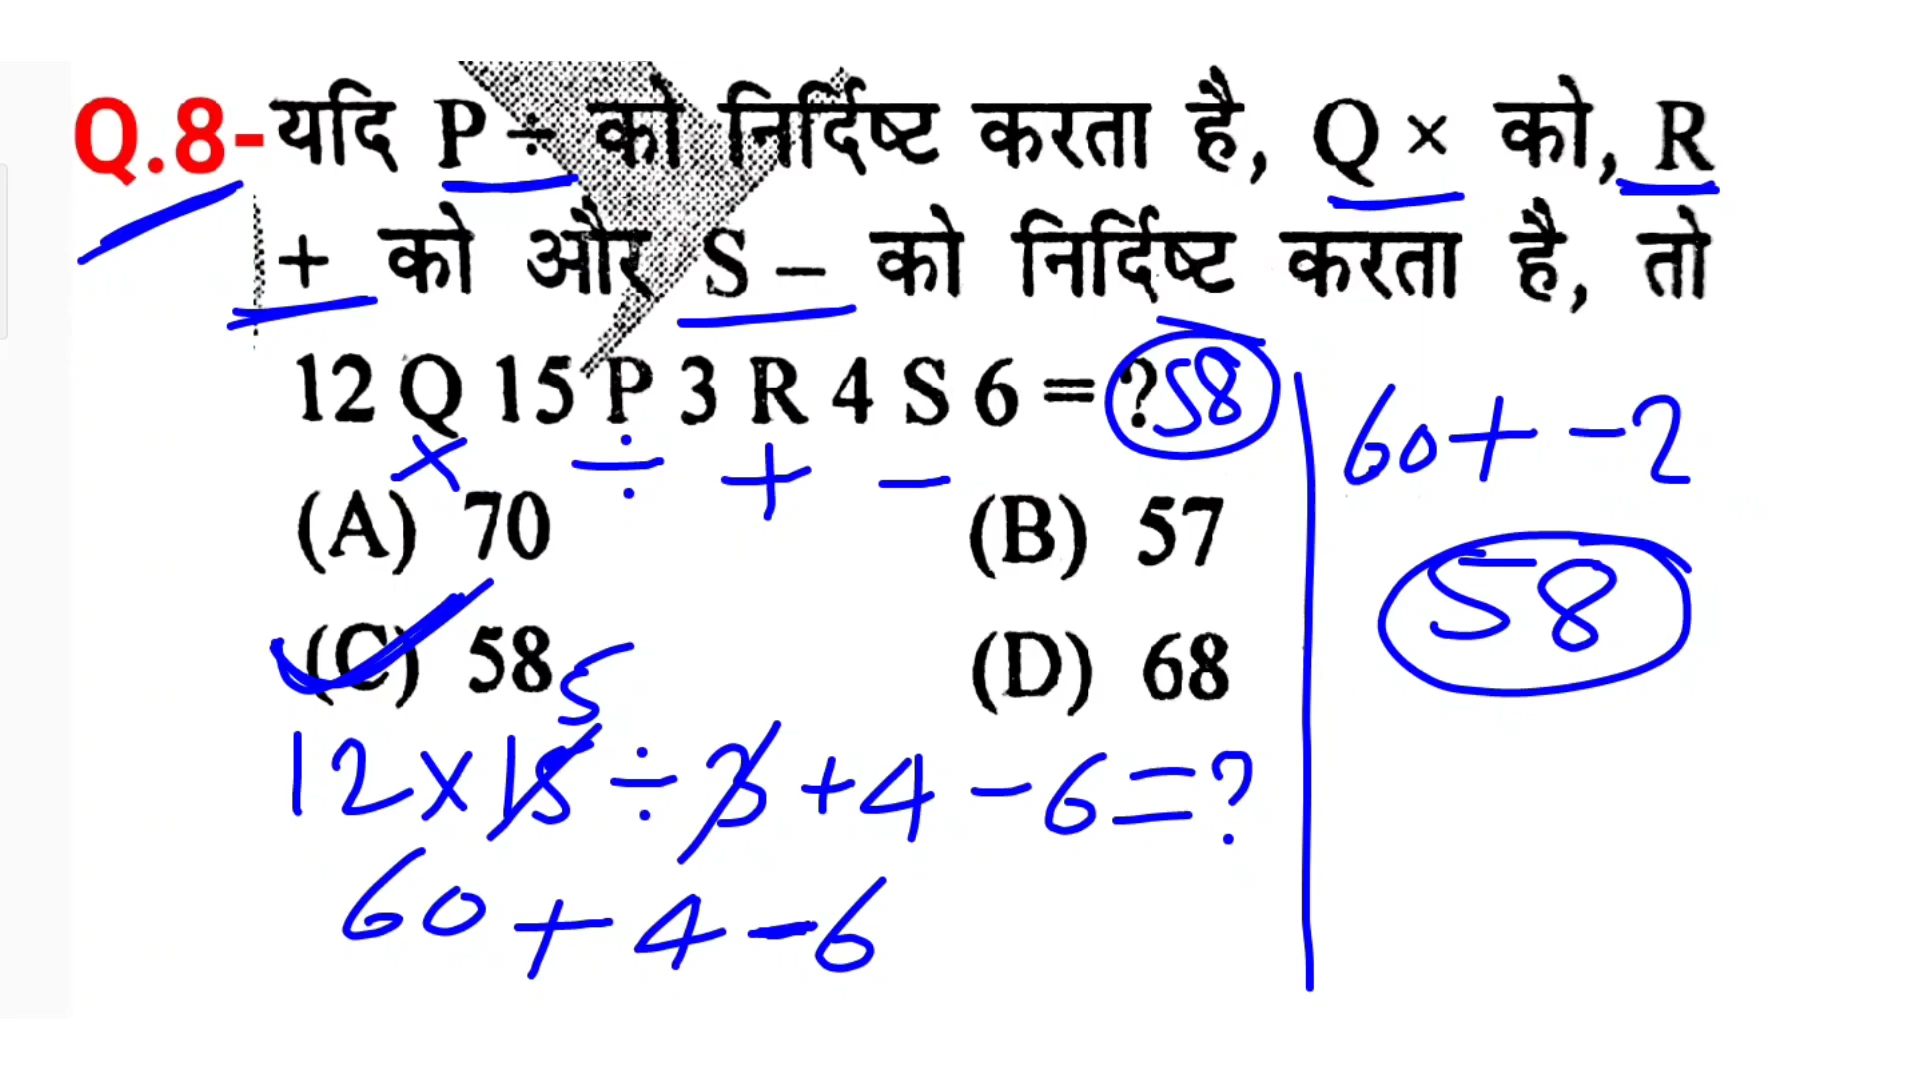 Q.8-यदि P ÷ को निर्दिष्ट करता है, Q × को, R
+ को और S – को निर्दिष्ट करता है, तो
12 Q 15 P 3 R 4 S 6 = ? 58
× ÷ + −
(A) 70 (B) 57
(C) 58 (D) 68
5
12 × 15 ÷ 3 + 4 − 6 = ?
60 + 4 − 6
60 + − 2
58